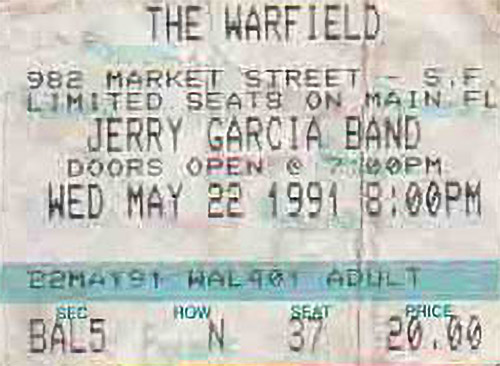 THE WARFIELD
982 MARKET STREET - S.F.
LIMITED SEATS ON MAIN FL
JERRY GARCIA BAND
DOORS OPEN @ 7:00PM
WED MAY 22 1991 8:00PM
22MAY91 WAL401 ADULT
SEC ROW SEAT PRICE
BAL5 N 37 20.00